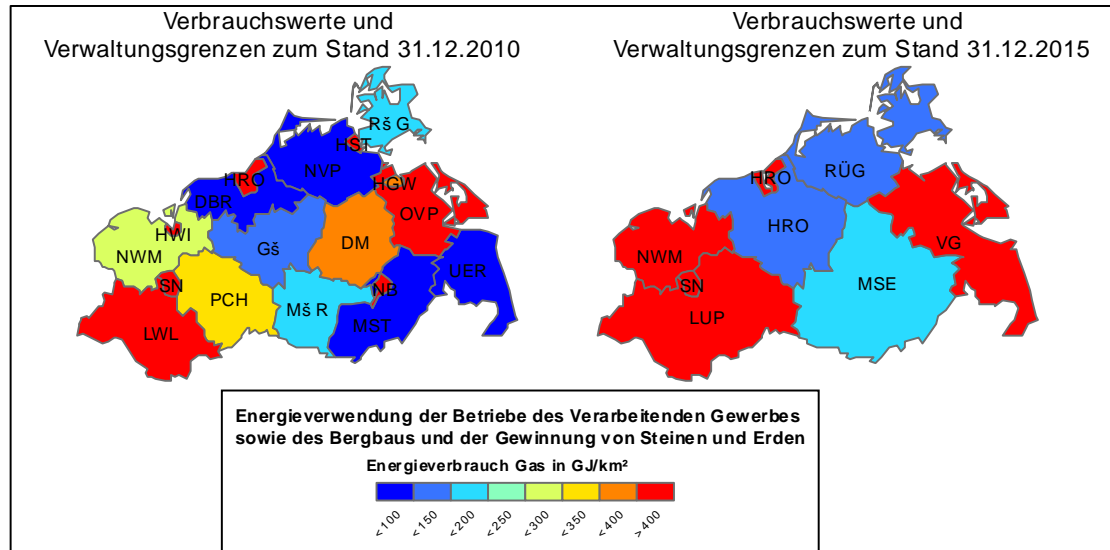 Verbrauchswerte und
Verwaltungsgrenzen zum Stand 31.12.2010
Verbrauchswerte und
Verwaltungsgrenzen zum Stand 31.12.2015
Rš G
HST
NVP
HRO
DBR
HGW
OVP
HWI
NWM
Gš
DM
UER
SN
PCH
Mš R
NB
LWL
MST
HRO
RÜG
HRO
NWM
VG
SN
MSE
LUP
Energieverwendung der Betriebe des Verarbeitenden Gewerbes
sowie des Bergbaus und der Gewinnung von Steinen und Erden
Energieverbrauch Gas in GJ/km²
<100
<150
<200
<250
<300
<350
<400
>400